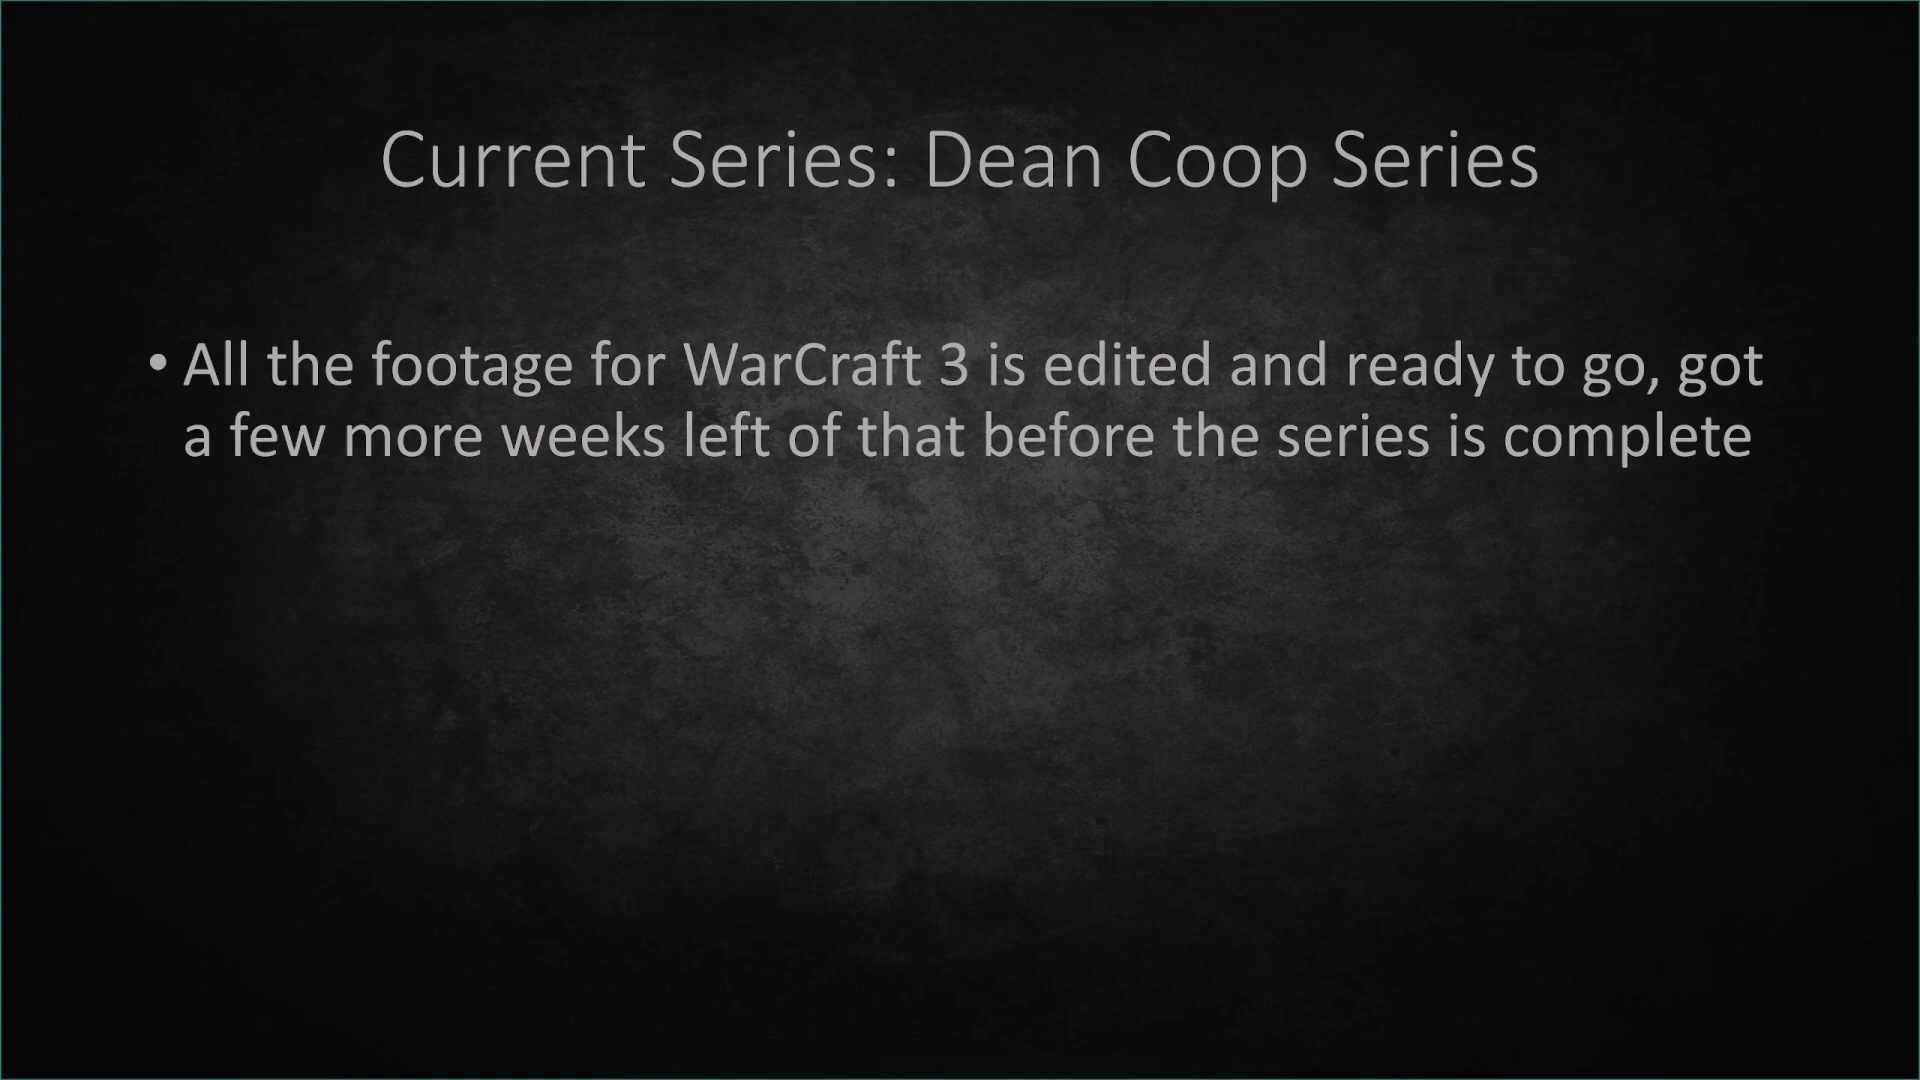 Current Series: Dean Coop Series
• All the footage for WarCraft 3 is edited and ready to go, got
a few more weeks left of that before the series is complete